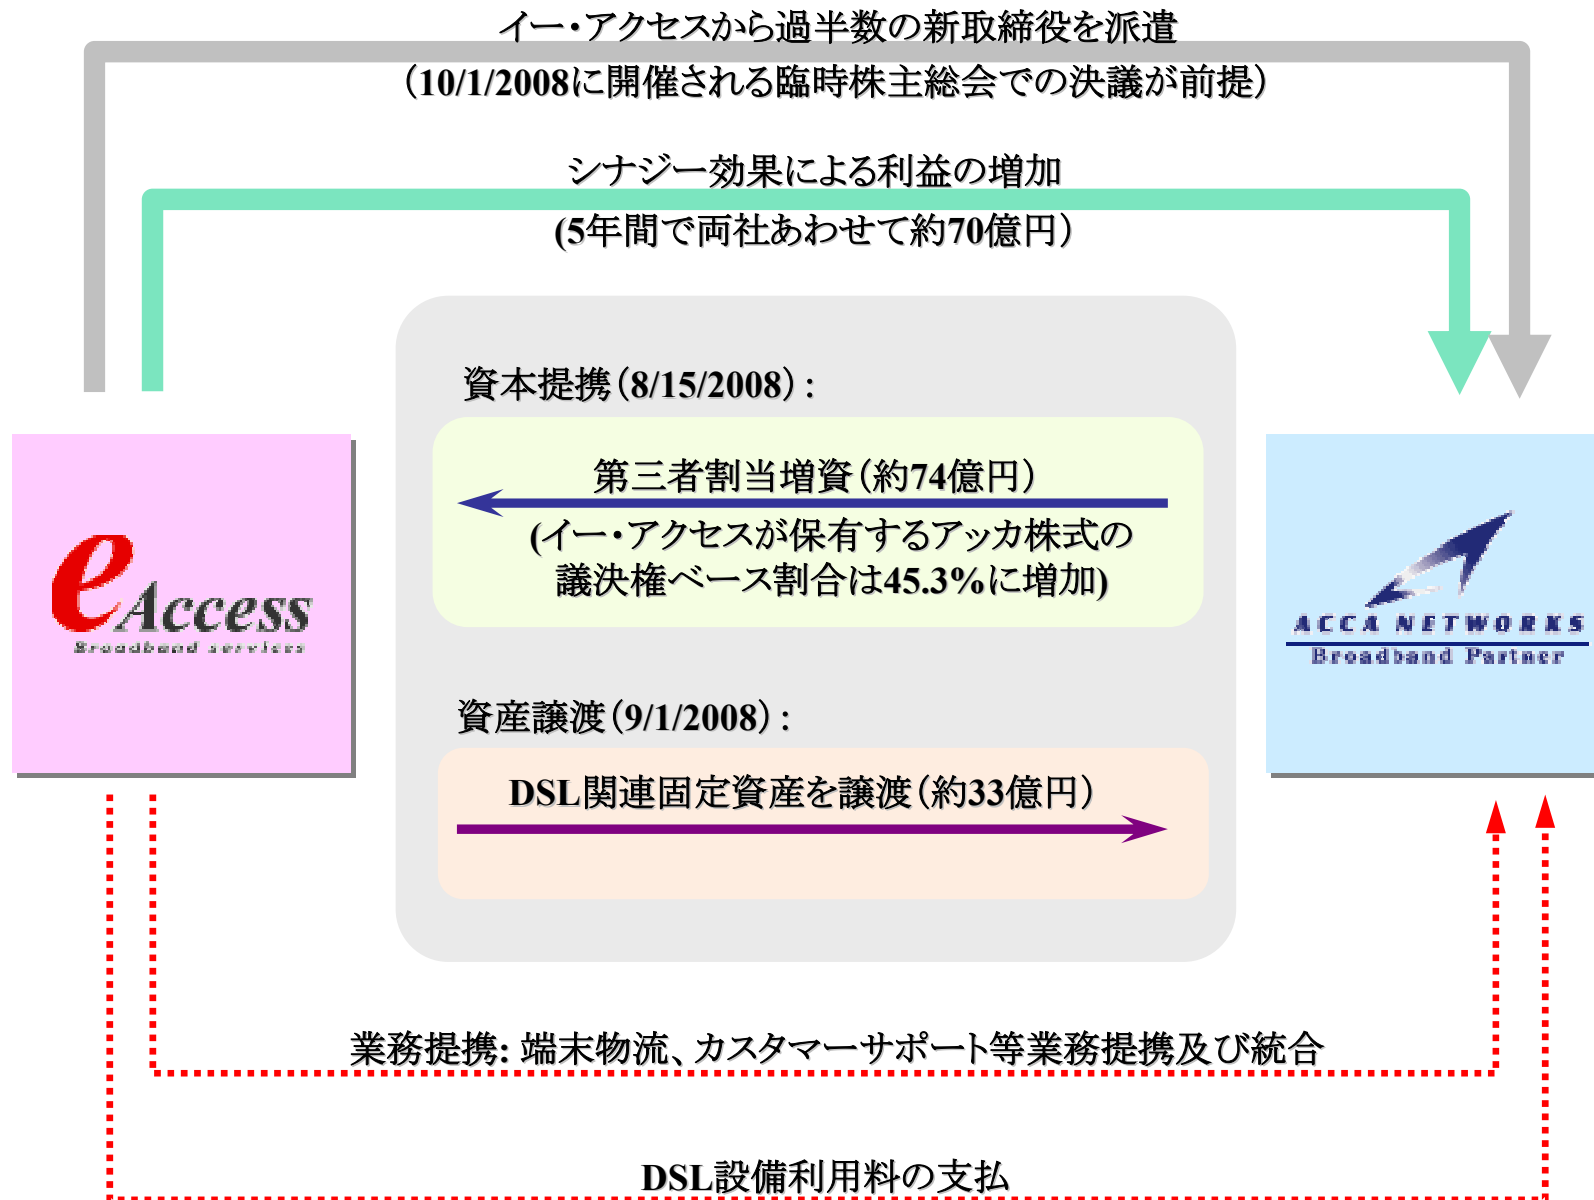 イー・アクセスから過半数の新取締役を派遣
（10/1/2008に開催される臨時株主総会での決議が前提）
シナジー効果による利益の増加
(5年間で両社あわせて約70億円）
資本提携（8/15/2008）:
第三者割当増資（約74億円）
(イー・アクセスが保有するアッカ株式の
議決権ベース割合は45.3%に増加)
eAccess
Broadband services
ACCA NETWORKS
Broadband Partner
資産譲渡（9/1/2008）:
DSL関連固定資産を譲渡（約33億円）
業務提携: 端末物流、カスタマーサポート等業務提携及び統合
DSL設備利用料の支払